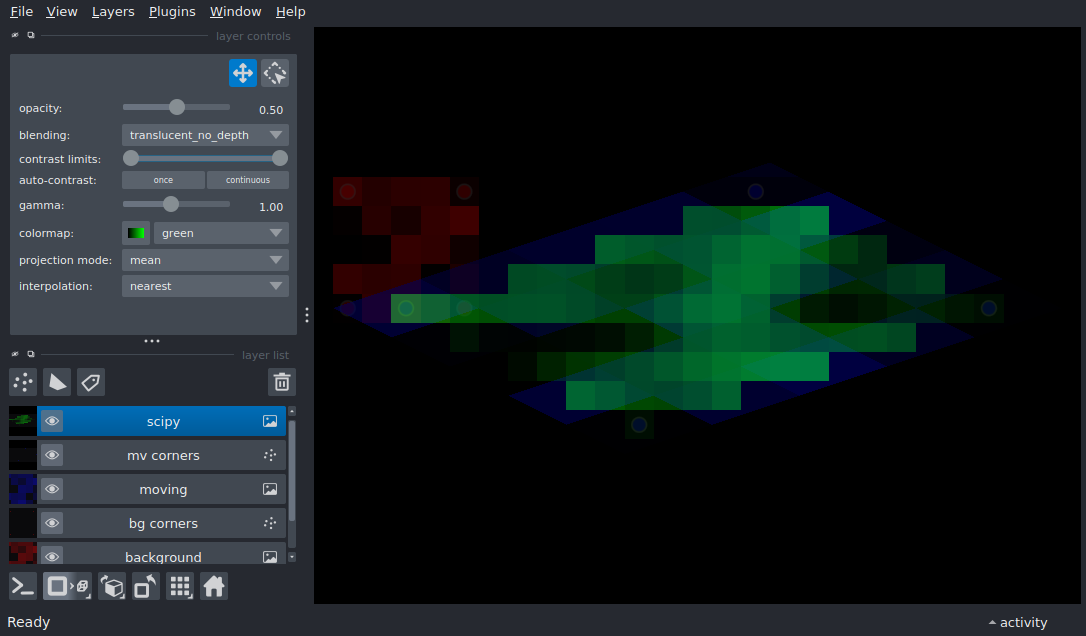 File View Layers Plugins Window Help
layer controls
opacity: 0.50
blending: translucent_no_depth
contrast limits:
auto-contrast: once continuous
gamma: 1.00
colormap: green
projection mode: mean
interpolation: nearest
layer list
scipy
mv corners
moving
bg corners
background
Ready activity